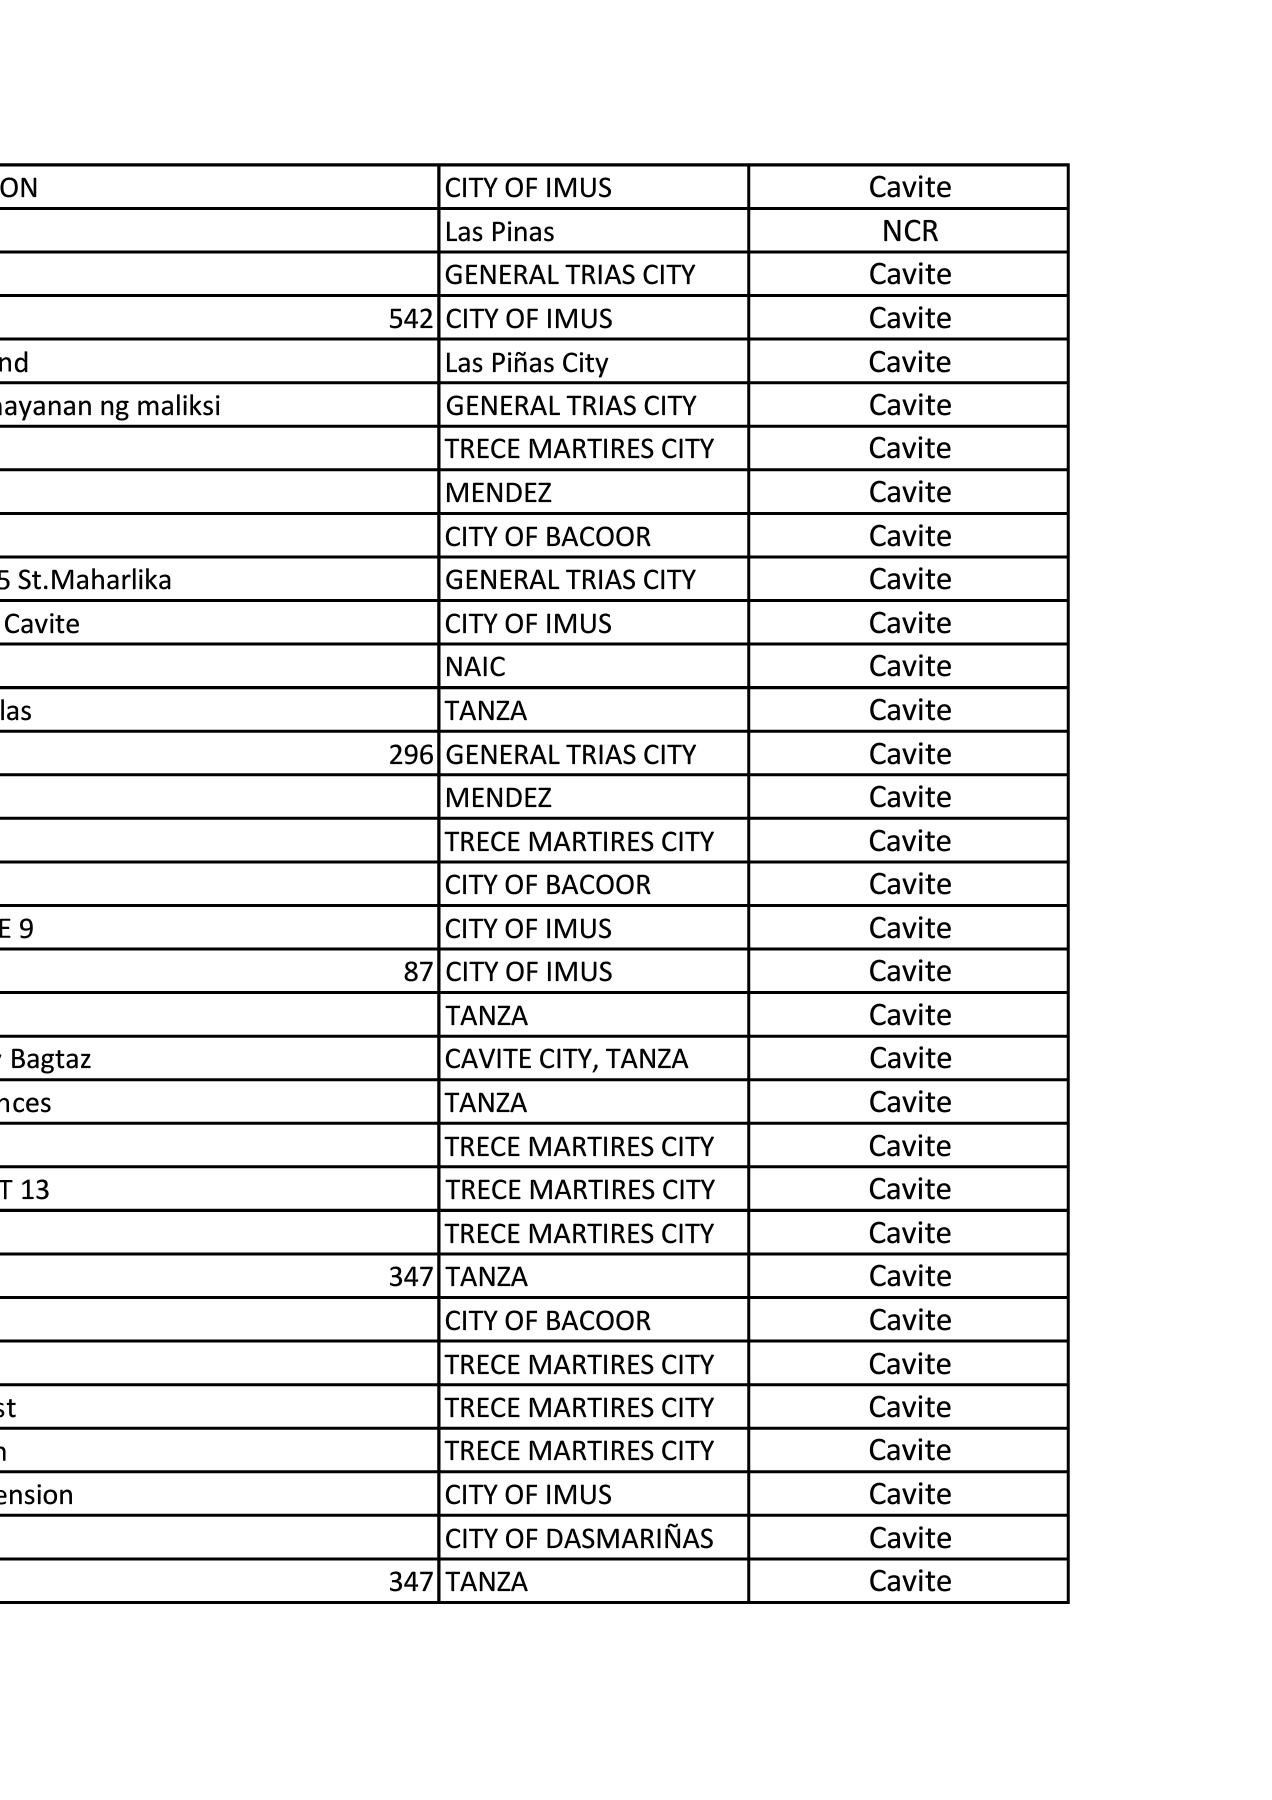 ON CITY OF IMUS Cavite
Las Pinas NCR
GENERAL TRIAS CITY Cavite
542 CITY OF IMUS Cavite
nd Las Piñas City Cavite
ayanan ng maliksi GENERAL TRIAS CITY Cavite
TRECE MARTIRES CITY Cavite
MENDEZ Cavite
CITY OF BACOOR Cavite
5 St.Maharlika GENERAL TRIAS CITY Cavite
Cavite CITY OF IMUS Cavite
NAIC Cavite
las TANZA Cavite
296 GENERAL TRIAS CITY Cavite
MENDEZ Cavite
TRECE MARTIRES CITY Cavite
CITY OF BACOOR Cavite
E 9 CITY OF IMUS Cavite
87 CITY OF IMUS Cavite
TANZA Cavite
Bagtaz CAVITE CITY, TANZA Cavite
nces TANZA Cavite
TRECE MARTIRES CITY Cavite
T 13 TRECE MARTIRES CITY Cavite
TRECE MARTIRES CITY Cavite
347 TANZA Cavite
CITY OF BACOOR Cavite
TRECE MARTIRES CITY Cavite
st TRECE MARTIRES CITY Cavite
TRECE MARTIRES CITY Cavite
ension CITY OF IMUS Cavite
CITY OF DASMARIÑAS Cavite
347 TANZA Cavite